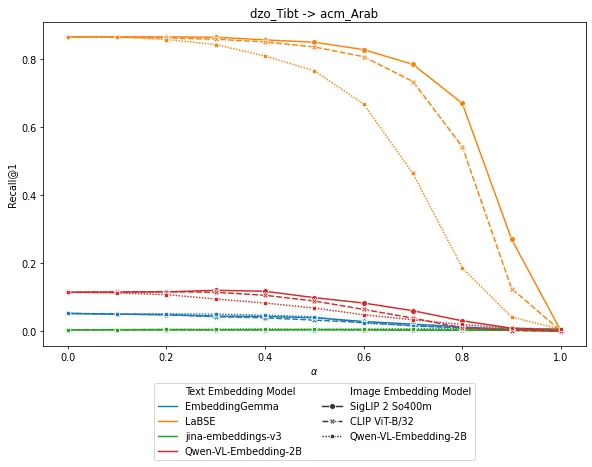 dzo_Tibt -> acm_Arab
Recall@1
0.8
0.6
0.4
0.2
0.0
0.0 0.2 0.4 0.6 0.8 1.0
α
Text Embedding Model
EmbeddingGemma
LaBSE
jina-embeddings-v3
Qwen-VL-Embedding-2B
Image Embedding Model
SigLIP 2 So400m
CLIP ViT-B/32
Qwen-VL-Embedding-2B